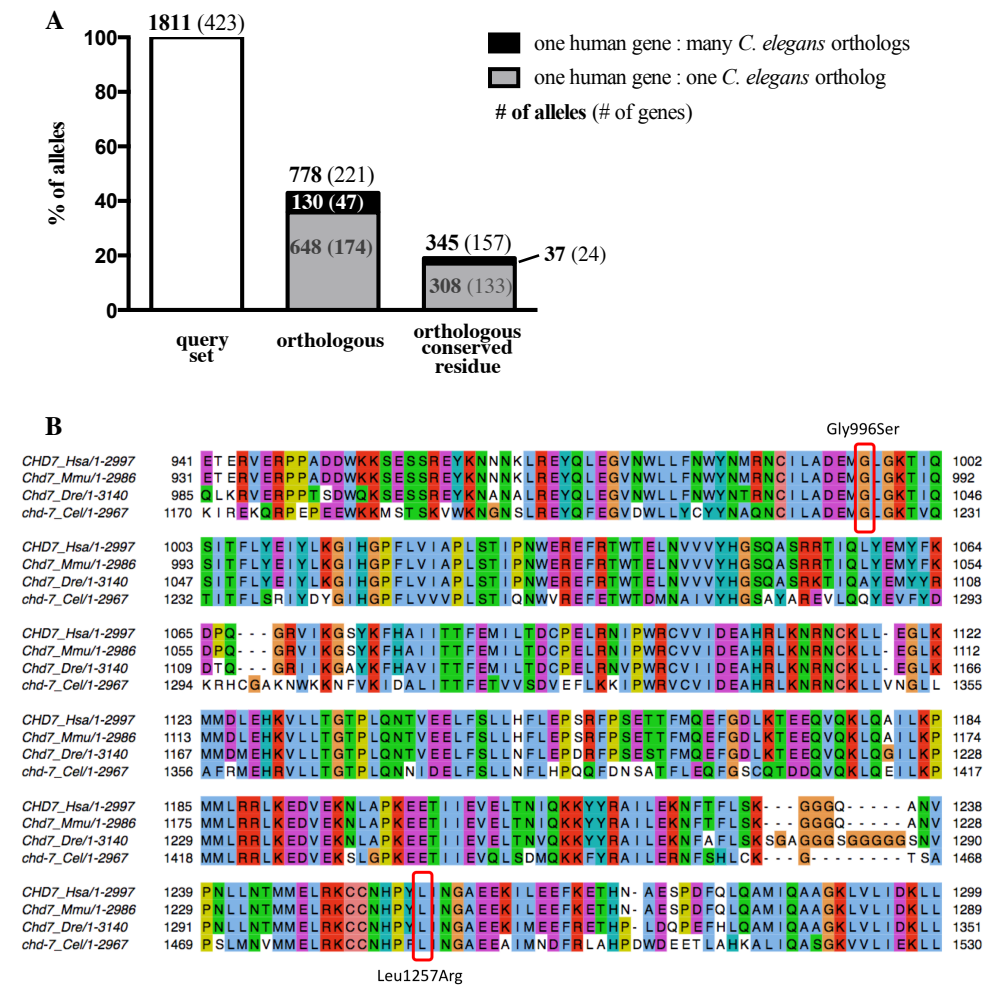 A
1811 (423)
100
80
60
40
20
0
% of alleles
one human gene : many C. elegans orthologs
one human gene : one C. elegans ortholog
# of alleles (# of genes)
778 (221)
130 (47)
648 (174)
345 (157)
37 (24)
308 (133)
query set
orthologous
orthologous conserved residue
B
Gly996Ser
CHD7_Hsa/1-2997 941 ETERVERPPADDWKKSESSREYKNNNKLREYQLEGVNWLLFNWYNMRNCILADEMGLGKTIQ 1002
Chd7_Mmu/1-2986 931 ETERVERPPADDWKKSESSREYKNNNKLREYQLEGVNWLLFNWYNMRNCILADEMGLGKTIQ 992
Chd7_Dre/1-3140 985 QLKRVERPPTSDWQKSESSREYKNANALREYQLEGVNWLLFNWYNTRNCILADEMGLGKTIQ 1046
chd-7_Cel/1-2967 1170 KIREKQRPEPEEWKKMSTSKVWKNGNSLREYQFEGVDWLLYCYYNAQNCILADEMGLGKTVQ 1231
CHD7_Hsa/1-2997 1003 SITFLYEIYLKGIHGPFLVIAPLSTIPNWEREFRTWTELNVVVYHGSQASRRTIQLYEMYFK 1064
Chd7_Mmu/1-2986 993 SITFLYEIYLKGIHGPFLVIAPLSTIPNWEREFRTWTELNVVVYHGSQASRRTIQLYEMYFK 1054
Chd7_Dre/1-3140 1047 SITFLYEIYLKGIHGPFLVIAPLSTIPNWEREFRTWTELNVVVYHGSQASRKTIQAYEMYYR 1108
chd-7_Cel/1-2967 1232 TITFLSRIYDYGIHGPFLVVVPLSTIQNWVREFETWTDMNAIVYHGSAYAREVLQQYEVFYD 1293
CHD7_Hsa/1-2997 1065 DPQ---GRVIKGSYKFHAIITTFEMILTDCPELRNIPWRCVVIDEAHRLKNRNCKLL-EGLK 1122
Chd7_Mmu/1-2986 1055 DPQ---GRVIKGSYKFHAIITTFEMILTDCPELRNIPWRCVVIDEAHRLKNRNCKLL-EGLK 1112
Chd7_Dre/1-3140 1109 DTQ---GRIIKGAYKFHAVITTFEMILTDCPELRNVPWRCVVIDEAHRLKNRNCKLL-EGLK 1166
chd-7_Cel/1-2967 1294 KRHCGAKNWKKNFVKIDALITTFETVVSDVEFLKKIPWRVCVIDEAHRLKNRNCKLLVNGLL 1355
CHD7_Hsa/1-2997 1123 MMDLEHKVLLTGTPLQNTVEELFSLLHFLEPSRFPSETTFMQEFGDLKTEEQVQKLQAILKP 1184
Chd7_Mmu/1-2986 1113 MMDLEHKVLLTGTPLQNTVEELFSLLHFLEPSRFPSETTFMQEFGDLKTEEQVQKLQAILKP 1174
Chd7_Dre/1-3140 1167 MMDMEHKVLLTGTPLQNTVEELFSLLNFLEPDRFPSESTFMQEFGDLKTEEQVQKLQGILKP 1228
chd-7_Cel/1-2967 1356 AFRMEHRVLLTGTPLQNNIDELFSLLNFLHPQQFDNSATFLEQFGSCQTDDQVQKLQEILKP 1417
CHD7_Hsa/1-2997 1185 MMLRRLKEDVEKNLAPKEETIIEVELTNIQKKYYRAILEKNFTFLSK---GGGQ-----ANV 1238
Chd7_Mmu/1-2986 1175 MMLRRLKEDVEKNLAPKEETIIEVELTNIQKKYYRAILEKNFTFLSK---GGGQ-----ANV 1228
Chd7_Dre/1-3140 1229 MMLRRLKEDVEKNLAPKEETIIEVELTNVQKKYYRAILEKNFAFLSKSGAGGGSGGGGGSNV 1290
chd-7_Cel/1-2967 1418 MMLRRLKEDVEKSLGPKEETIIEVQLSDMQKKFYRAILERNFSHLCK---G--------TSA 1468
CHD7_Hsa/1-2997 1239 PNLLNTMMELRKCCNHPYLINGAEEKILEEFKETHN-AESPDFQLQAMIQAAGKLVLIDKLL 1299
Chd7_Mmu/1-2986 1229 PNLLNTMMELRKCCNHPYLINGAEEKILEEFKETHN-AESPDFQLQAMIQAAGKLVLIDKLL 1289
Chd7_Dre/1-3140 1291 PNLLNTMMELRKCCNHPYLINGAEEKIIEEFRETHP-LDQPEFHLQAMIQAAGKLVLIDKLL 1351
chd-7_Cel/1-2967 1469 PSLMNVMMELRKCCNHPFLINGAEEAIMNDFRLAHPDWDEETLAHKALIQASGKVVLIEKLL 1530
Leu1257Arg